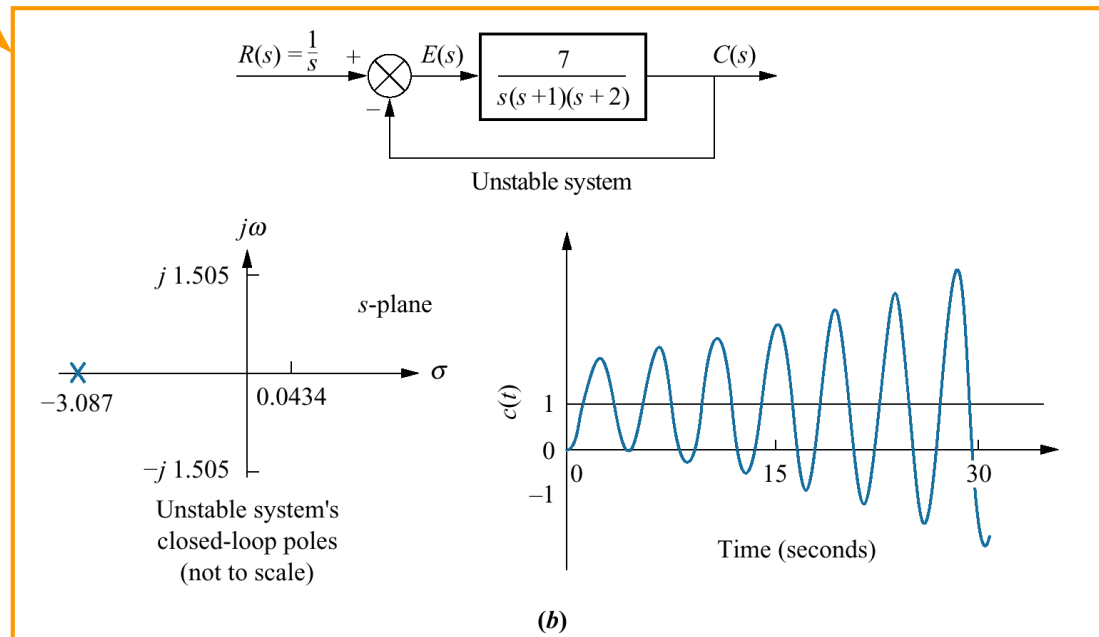 R(s) = 1/s
+
−
E(s)
7
s(s +1)(s + 2)
C(s)
Unstable system
jω
j 1.505
s-plane
σ
−3.087
0.0434
−j 1.505
Unstable system's
closed-loop poles
(not to scale)
c(t)
1
0
−1
0
15
30
Time (seconds)
(b)